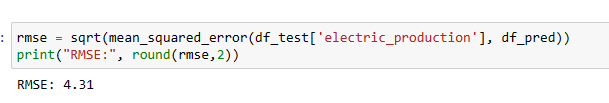 : rmse = sqrt(mean_squared_error(df_test['electric_production'], df_pred))
print("RMSE:", round(rmse,2))
RMSE: 4.31